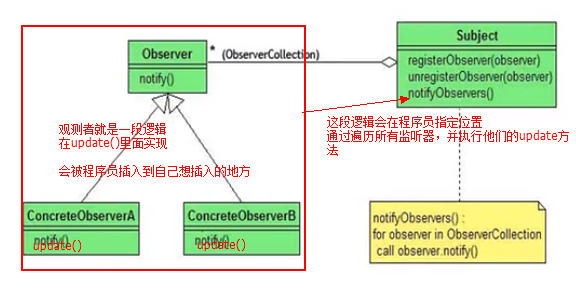 Observer
notify()
* (ObserverCollection)
Subject
registerObserver(observer)
unregisterObserver(observer)
notifyObservers()
观测者就是一段逻辑
在update()里面实现
会被程序员插入到自己想插入的地方
这段逻辑会在程序员指定位置
通过遍历所有监听器，并执行他们的update方
法
ConcreteObserverA
notify()
update()
ConcreteObserverB
notify()
update()
notifyObservers() :
for observer in ObserverCollection
call observer.notify()